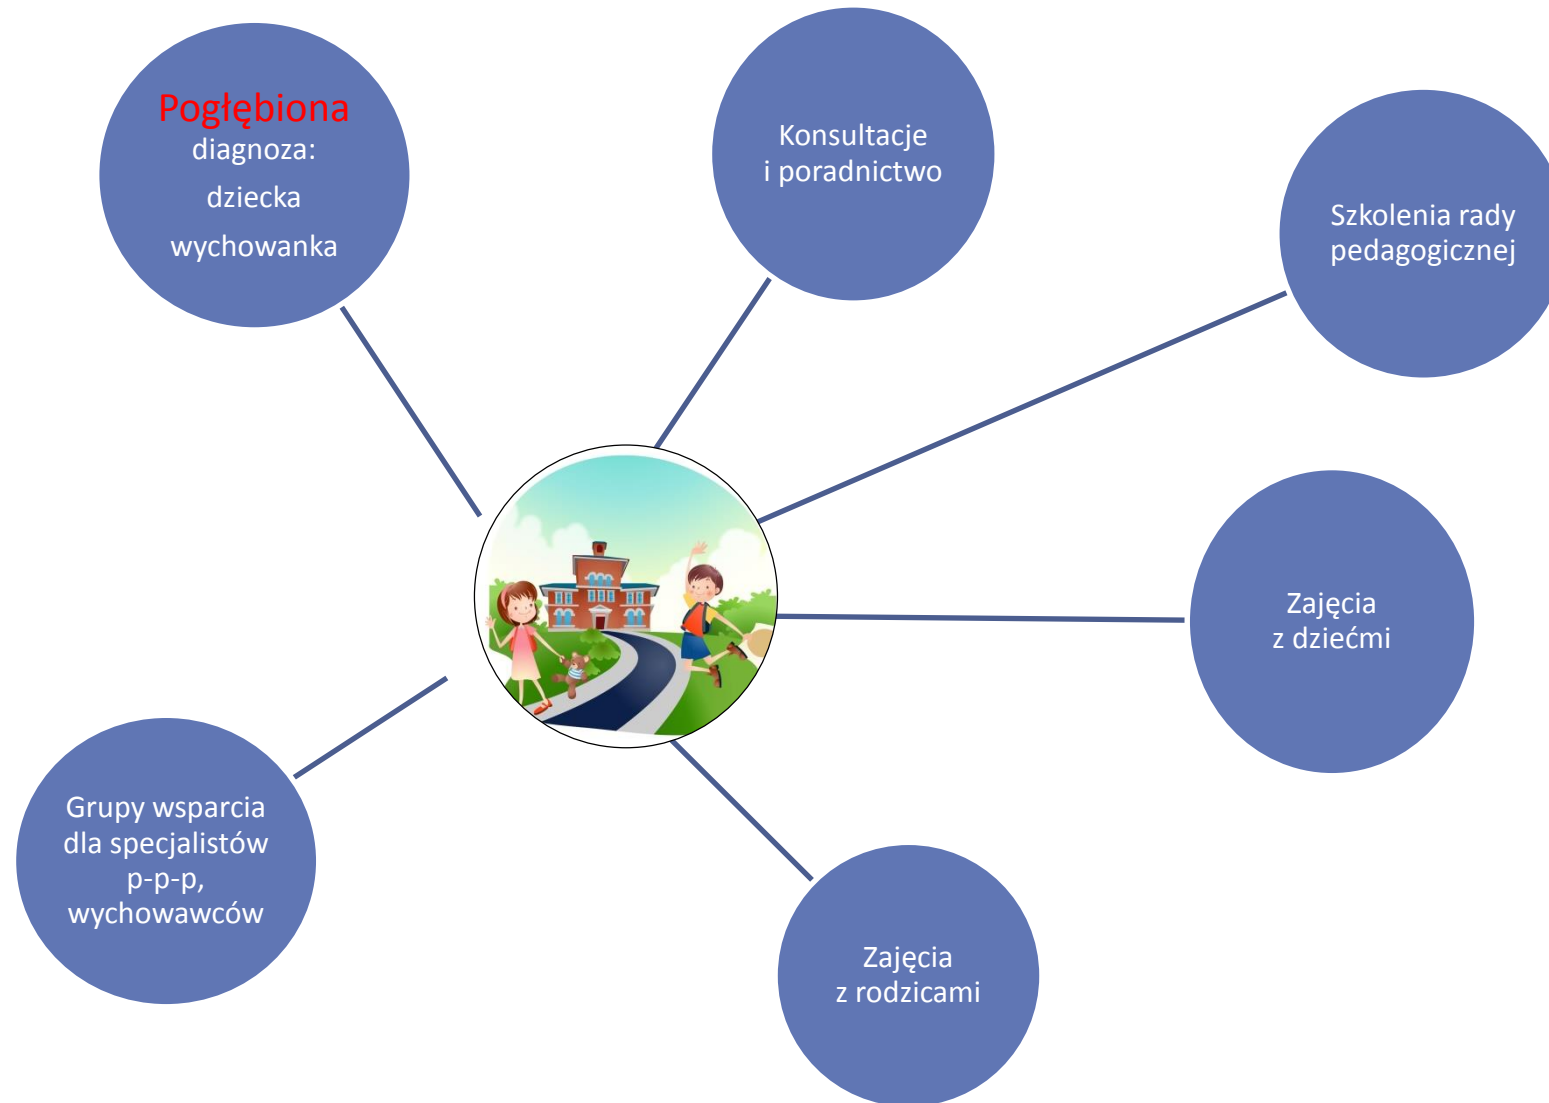 Pogłębiona
diagnoza:
dziecka
wychowanka
Konsultacje
i poradnictwo
Szkolenia rady
pedagogicznej
Zajęcia
z dziećmi
Zajęcia
z rodzicami
Grupy wsparcia
dla specjalistów
p-p-p,
wychowawców